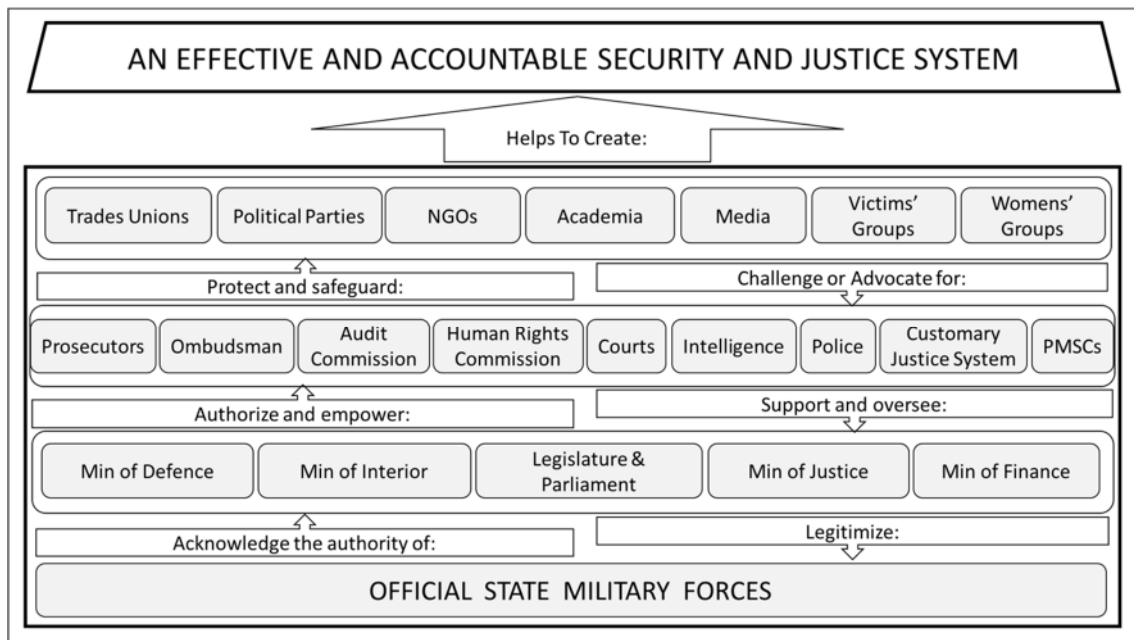 AN EFFECTIVE AND ACCOUNTABLE SECURITY AND JUSTICE SYSTEM
Helps To Create:
Trades Unions
Political Parties
NGOs
Academia
Media
Victims'
Groups
Womens'
Groups
Protect and safeguard:
Challenge or Advocate for:
Prosecutors
Ombudsman
Audit
Commission
Human Rights
Commission
Courts
Intelligence
Police
Customary
Justice System
PMSCs
Authorize and empower:
Support and oversee:
Min of Defence
Min of Interior
Legislature &
Parliament
Min of Justice
Min of Finance
Acknowledge the authority of:
Legitimize:
OFFICIAL STATE MILITARY FORCES